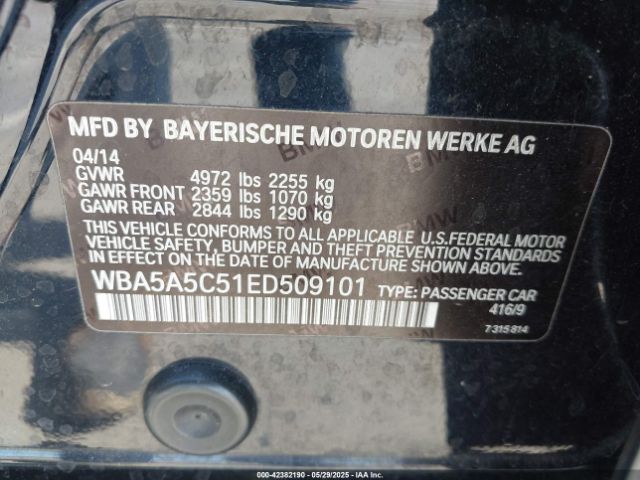 MFD BY BAYERISCHE MOTOREN WERKE AG
04/14
GVWR 4972 lbs 2255 kg
GAWR FRONT 2359 lbs 1070 kg
GAWR REAR 2844 lbs 1290 kg
THIS VEHICLE CONFORMS TO ALL APPLICABLE U.S.FEDERAL MOTOR
VEHICLE SAFETY, BUMPER AND THEFT PREVENTION STANDARDS
IN EFFECT ON THE DATE OF MANUFACTURE SHOWN ABOVE.
WBA5A5C51ED509101 TYPE: PASSENGER CAR
416/9
7315814
000-42382190 - 05/29/2025 - IAA Inc.